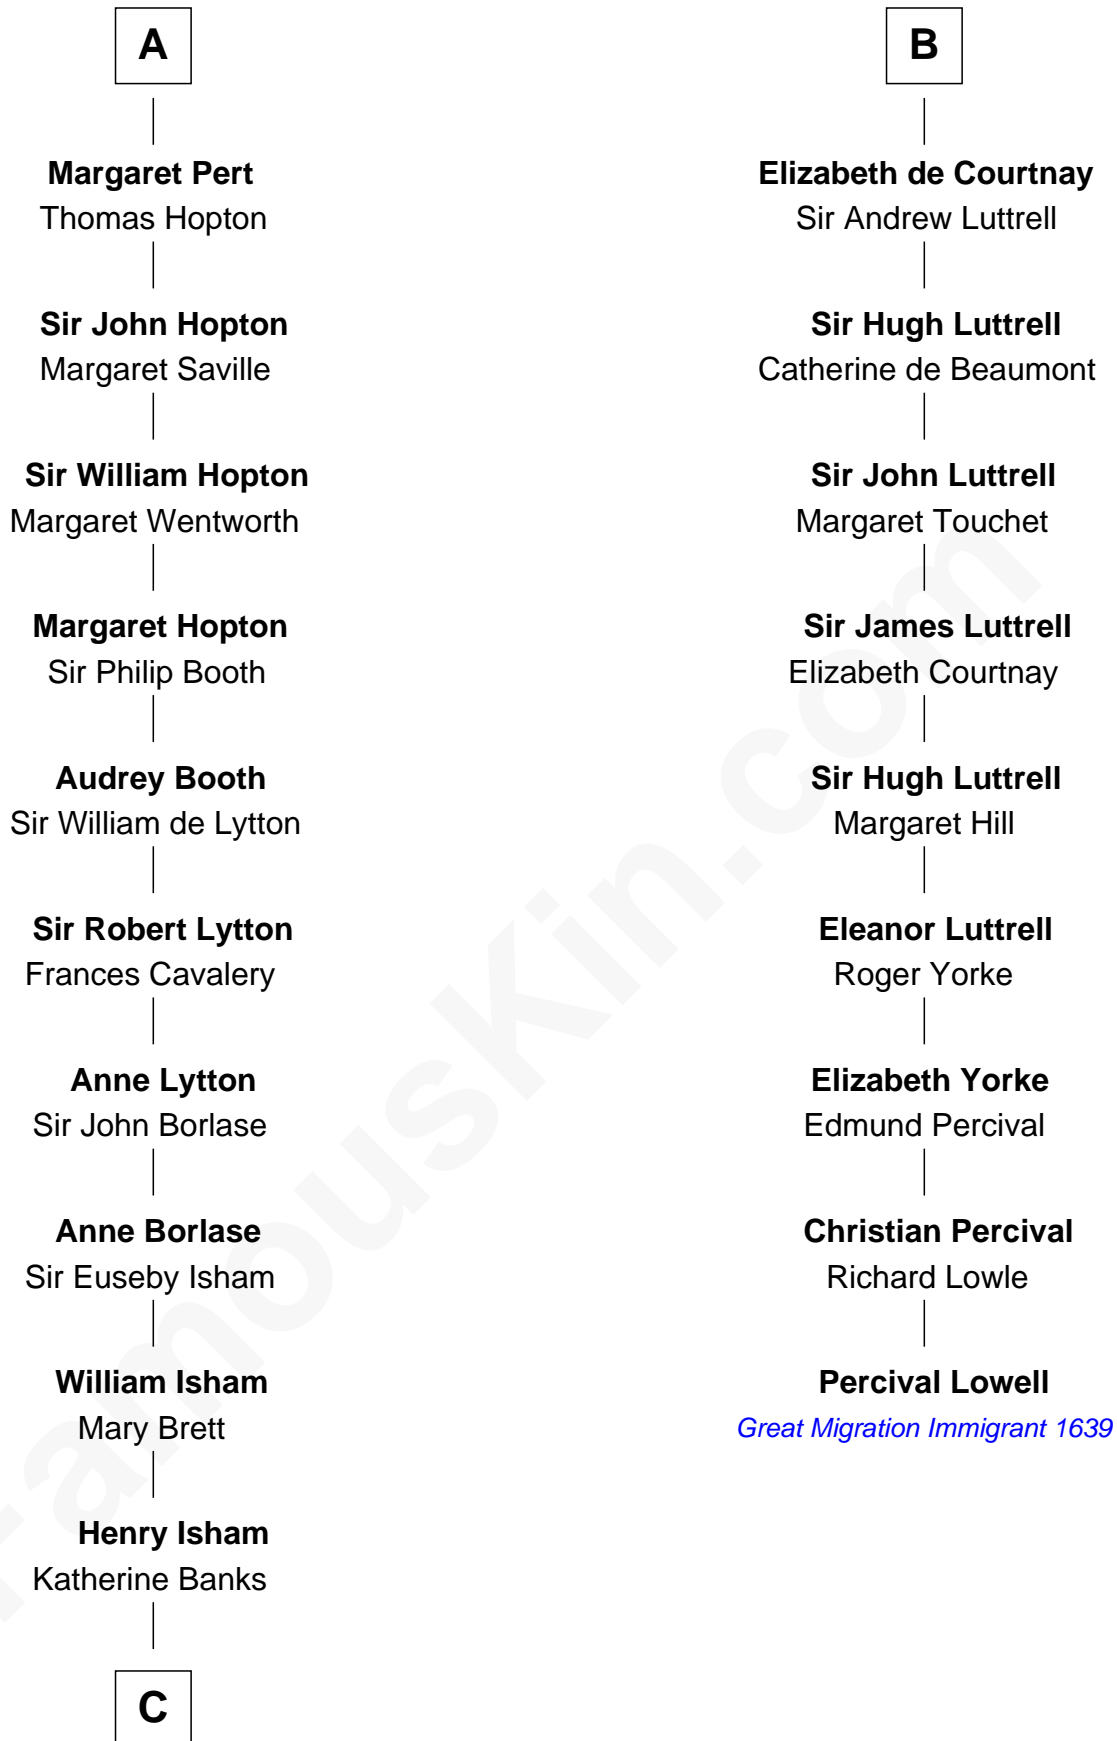 A
Margaret Pert
Thomas Hopton
Sir John Hopton
Margaret Saville
Sir William Hopton
Margaret Wentworth
Margaret Hopton
Sir Philip Booth
Audrey Booth
Sir William de Lytton
Sir Robert Lytton
Frances Cavalery
Anne Lytton
Sir John Borlase
Anne Borlase
Sir Euseby Isham
William Isham
Mary Brett
Henry Isham
Katherine Banks
C
B
Elizabeth de Courtnay
Sir Andrew Luttrell
Sir Hugh Luttrell
Catherine de Beaumont
Sir John Luttrell
Margaret Touchet
Sir James Luttrell
Elizabeth Courtnay
Sir Hugh Luttrell
Margaret Hill
Eleanor Luttrell
Roger Yorke
Elizabeth Yorke
Edmund Percival
Christian Percival
Richard Lowle
Percival Lowell
Great Migration Immigrant 1639
FamousKin.com